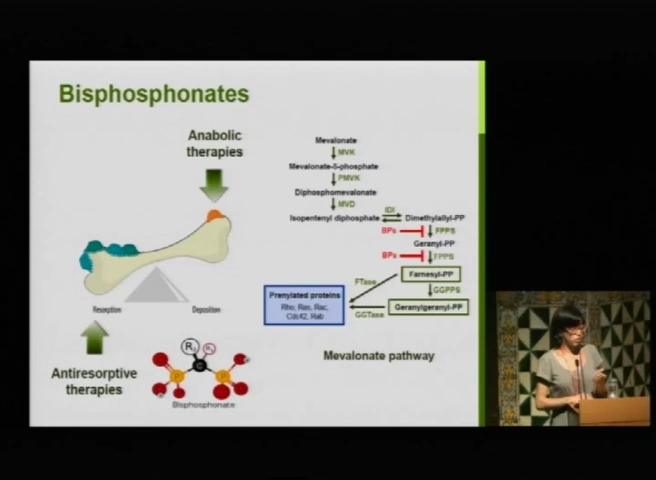 Bisphosphonates
Anabolic
therapies
Resorption
Deposition
Antiresorptive
therapies
Bisphosphonate
Mevalonate
MVK
Mevalonate-5-phosphate
PMVK
Diphosphomevalonate
MVD
Isopentenyl diphosphate
IDI
Dimethylallyl-PP
BPs
FPPS
Geranyl-PP
BPs
FPPS
Farnesyl-PP
FTase
GGPPS
Prenylated proteins
Rho, Ras, Rac,
Cdc42, Rab
Geranylgeranyl-PP
GGTase
Mevalonate pathway